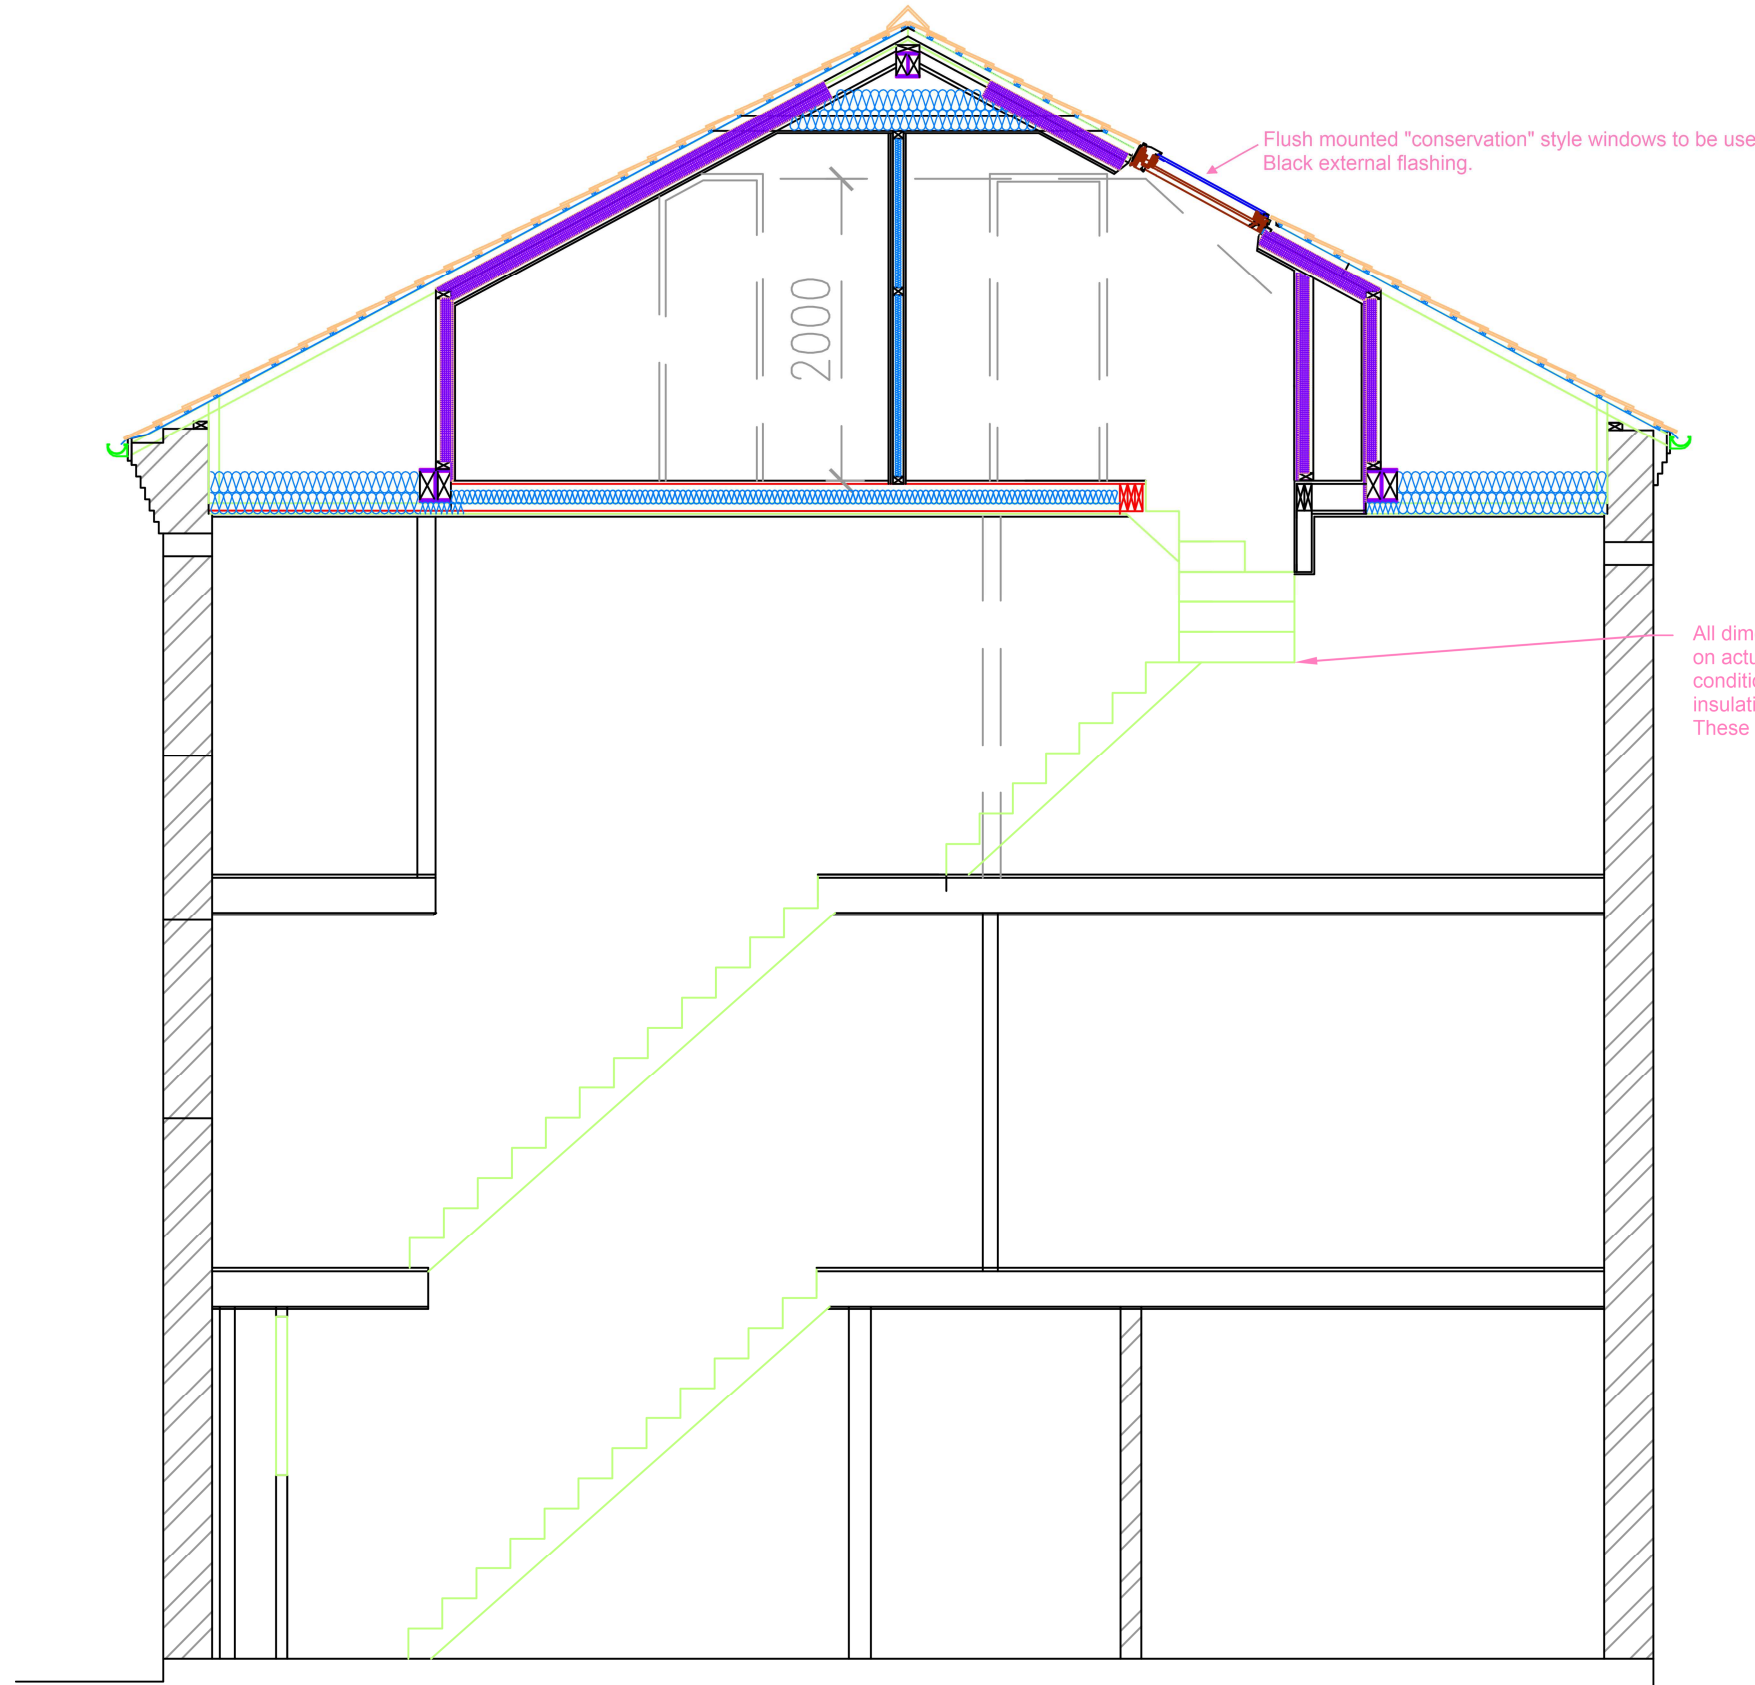 Flush mounted "conservation" style windows to be use
Black external flashing.
2000
All dim
on actu
conditi
insulati
These